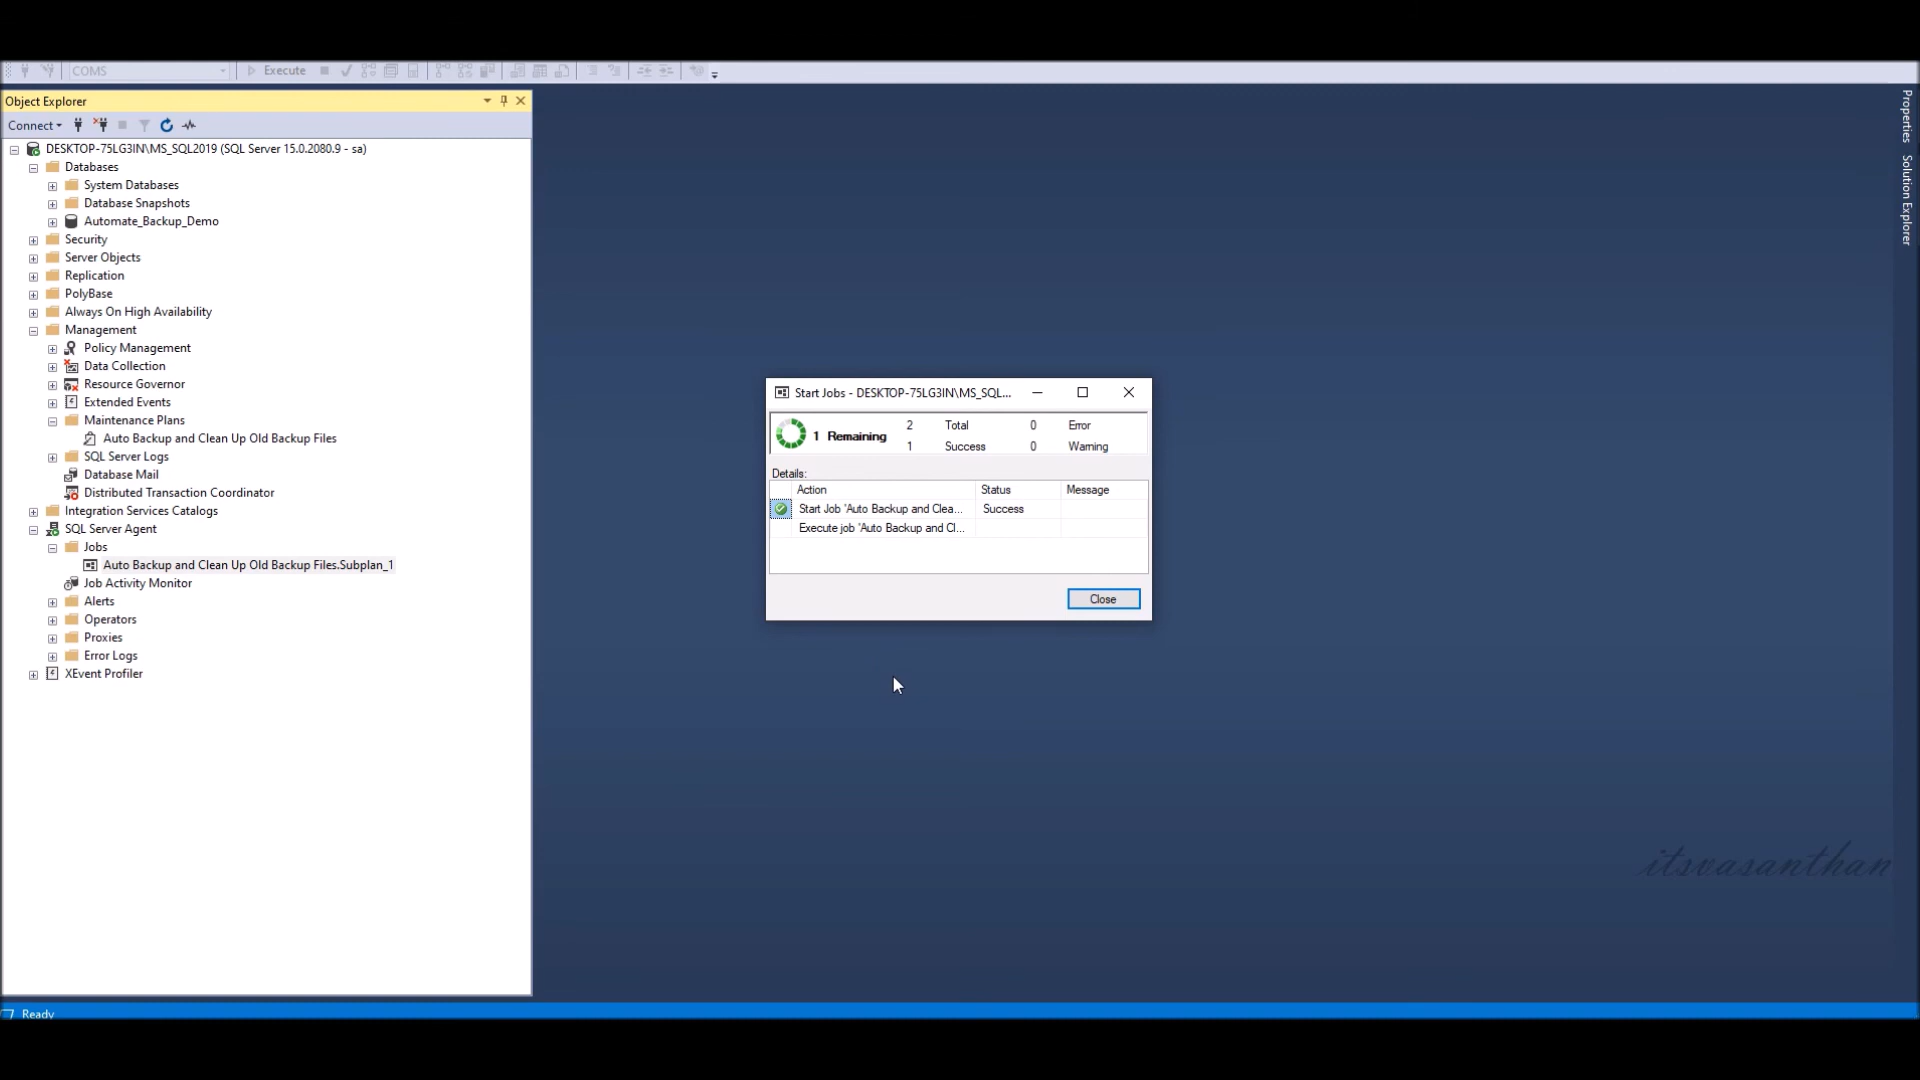 COMS
Execute
Object Explorer
Connect
DESKTOP-75LG3IN\MS_SQL2019 (SQL Server 15.0.2080.9 - sa)
Databases
System Databases
Database Snapshots
Automate_Backup_Demo
Security
Server Objects
Replication
PolyBase
Always On High Availability
Management
Policy Management
Data Collection
Resource Governor
Extended Events
Maintenance Plans
Auto Backup and Clean Up Old Backup Files
SQL Server Logs
Database Mail
Distributed Transaction Coordinator
Integration Services Catalogs
SQL Server Agent
Jobs
Auto Backup and Clean Up Old Backup Files.Subplan_1
Job Activity Monitor
Alerts
Operators
Proxies
Error Logs
XEvent Profiler
Start Jobs - DESKTOP-75LG3IN\MS_SQL...
1 Remaining
2 Total 0 Error
1 Success 0 Warning
Details:
Action Status Message
Start Job 'Auto Backup and Clea... Success
Execute job 'Auto Backup and Cl...
Close
Properties
Solution Explorer
itsvasanthan
Ready